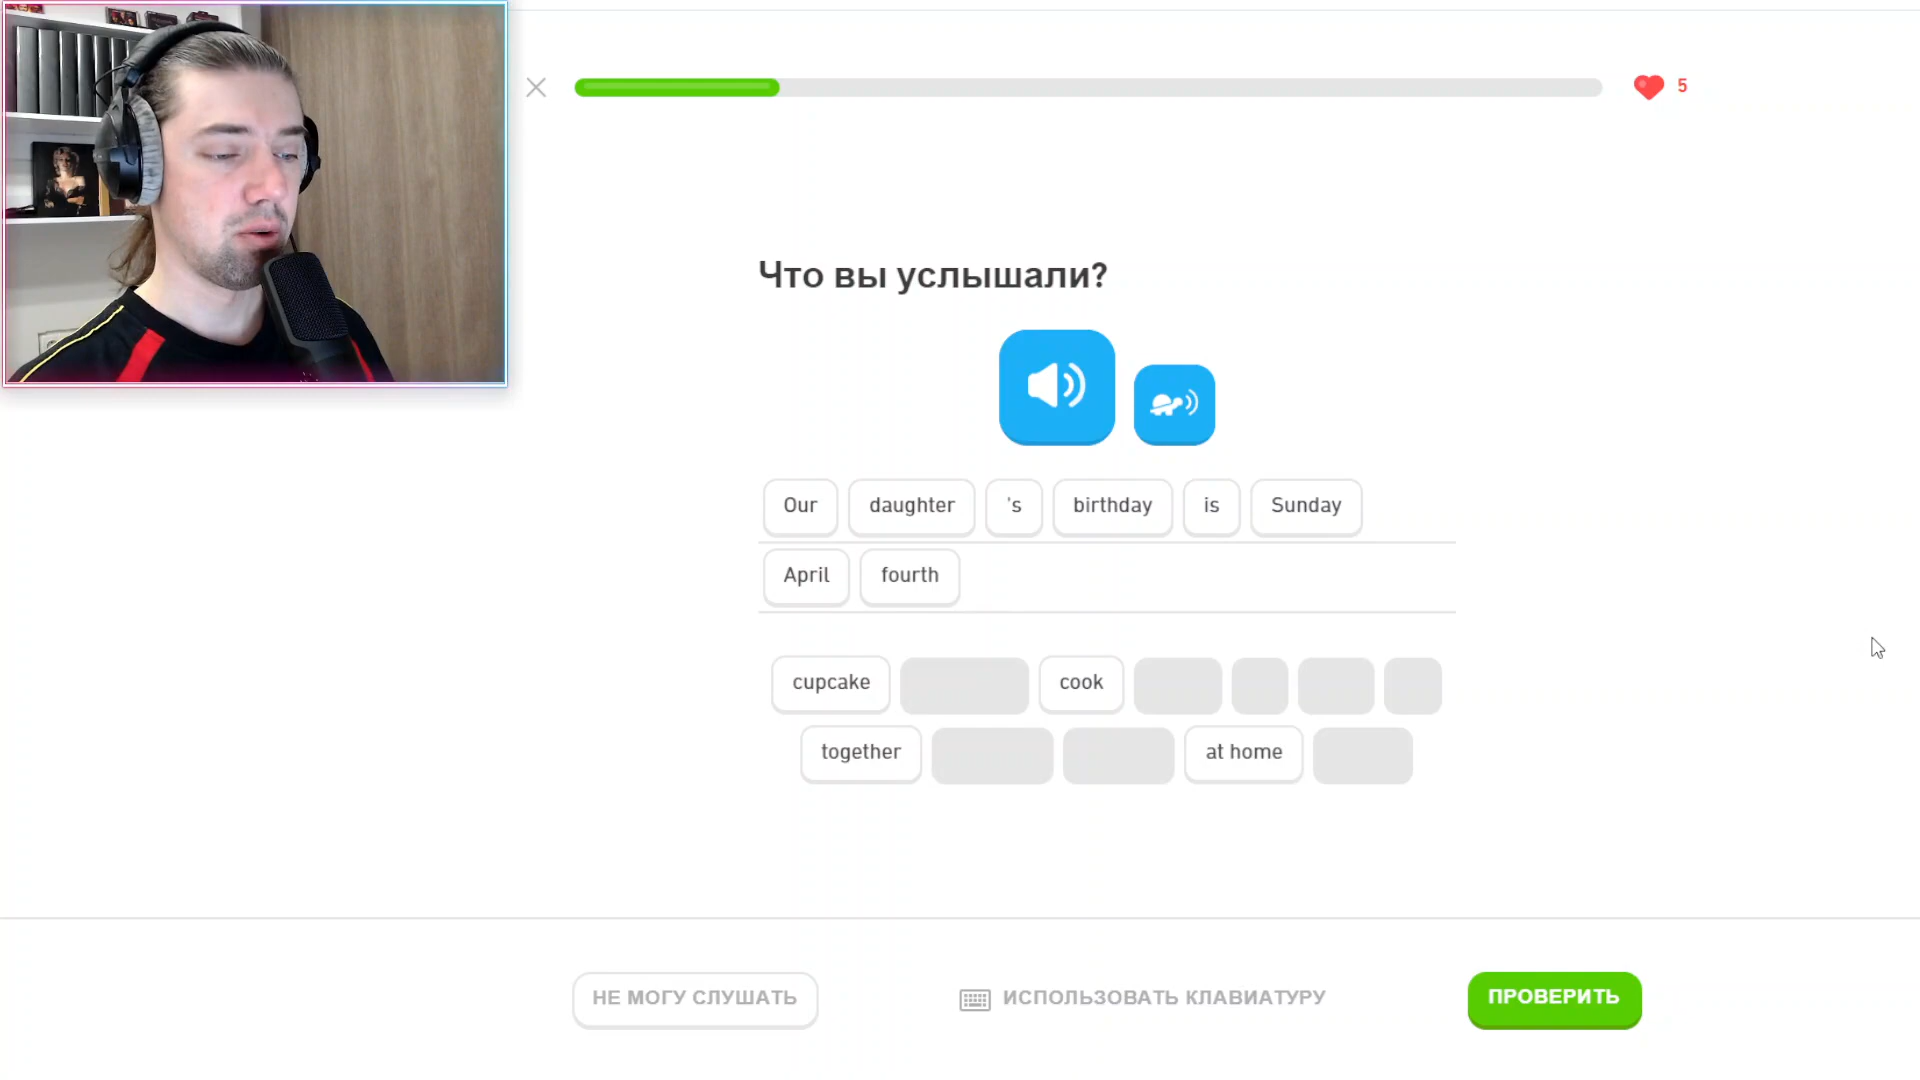 5
Что вы услышали?
Our daughter 's birthday is Sunday
April fourth
cupcake cook
together at home
НЕ МОГУ СЛУШАТЬ ИСПОЛЬЗОВАТЬ КЛАВИАТУРУ ПРОВЕРИТЬ